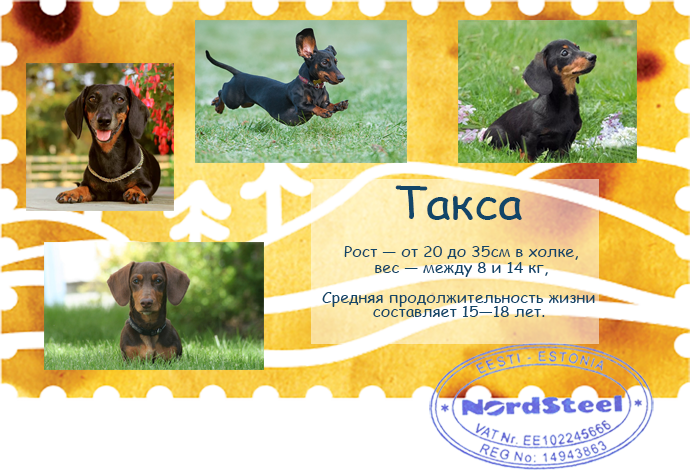 Такса
Рост — от 20 до 35см в холке,
вес — между 8 и 14 кг,
Средняя продолжительность жизни
составляет 15—18 лет.
EESTI - ESTONIA
* NordSteel *
VAT Nr. EE102245666
REG No: 14943863